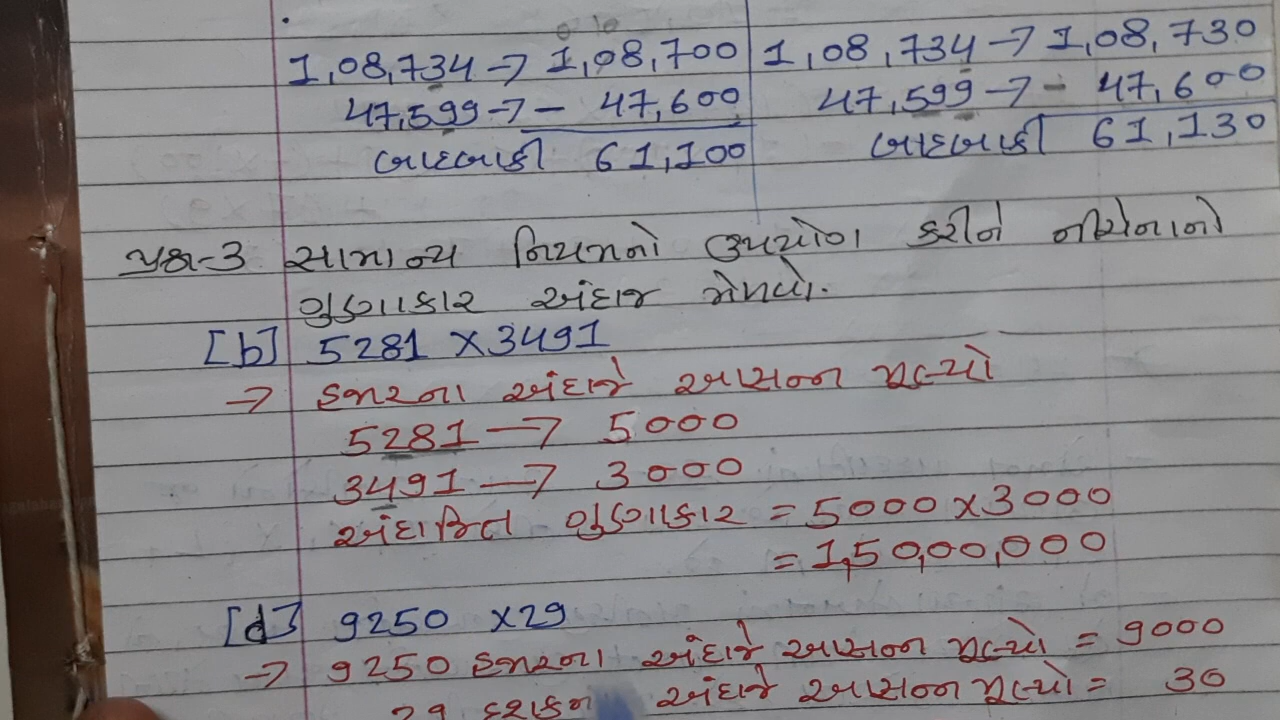 1,08,734 → 1,08,700
47,599 → - 47,600
બાદબાકી 61,100
1,08,734 → 1,08,730
47,599 → - 47,600
બાદબાકી 61,130
પ્રશ્ન-3 સામાન્ય નિયમનો ઉપયોગ કરીને નીચેનાનો
ગુણાકાર અંદાજ મેળવો.
[b] 5281 × 3491
→ હજારના અંદાજે આસન્ન મૂલ્યો
5281 → 5000
3491 → 3000
અંદાજિત ગુણાકાર = 5000 × 3000
= 1,50,00,000
[d] 9250 × 29
→ 9250 હજારના અંદાજે આસન્ન મૂલ્યો = 9000
29 દશકના અંદાજે આસન્ન મૂલ્યો = 30